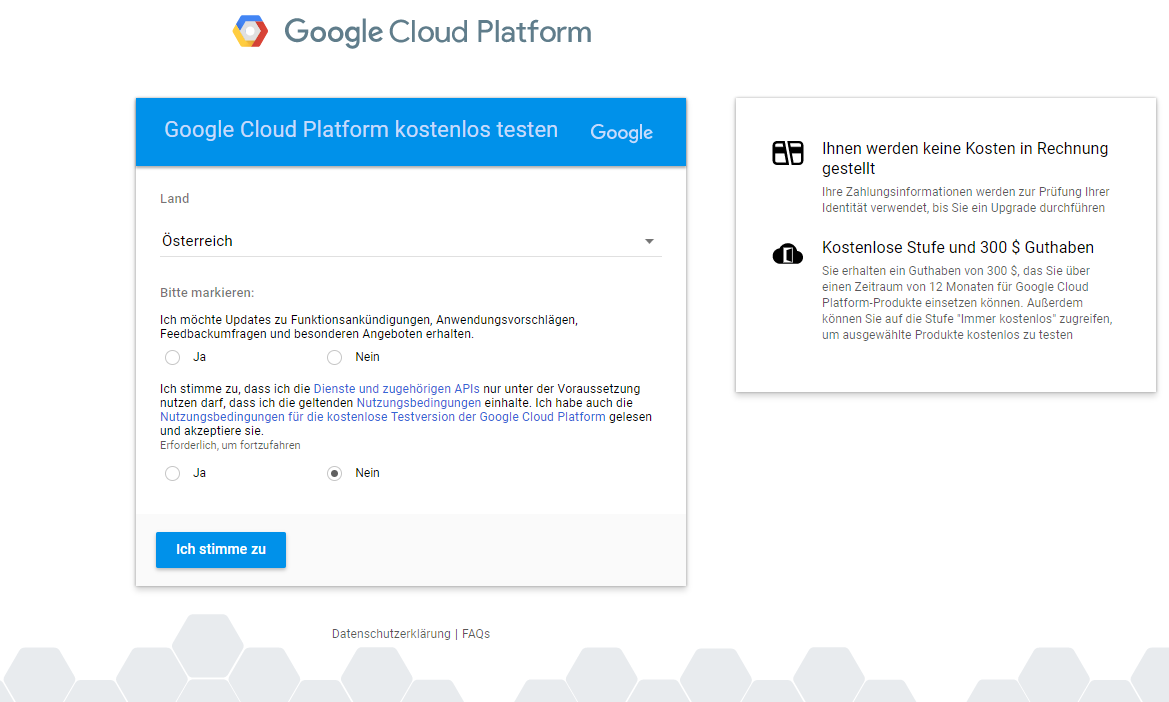 Google Cloud Platform
Google Cloud Platform kostenlos testen
Google
Land
Österreich
Bitte markieren:
Ich möchte Updates zu Funktionsankündigungen, Anwendungsvorschlägen,
Feedbackumfragen und besonderen Angeboten erhalten.
Ja
Nein
Ich stimme zu, dass ich die Dienste und zugehörigen APIs nur unter der Voraussetzung
nutzen darf, dass ich die geltenden Nutzungsbedingungen einhalte. Ich habe auch die
Nutzungsbedingungen für die kostenlose Testversion der Google Cloud Platform gelesen
und akzeptiere sie.
Erforderlich, um fortzufahren
Ja
Nein
Ich stimme zu
Ihnen werden keine Kosten in Rechnung
gestellt
Ihre Zahlungsinformationen werden zur Prüfung Ihrer
Identität verwendet, bis Sie ein Upgrade durchführen
Kostenlose Stufe und 300 $ Guthaben
Sie erhalten ein Guthaben von 300 $, das Sie über
einen Zeitraum von 12 Monaten für Google Cloud
Platform-Produkte einsetzen können. Außerdem
können Sie auf die Stufe "Immer kostenlos" zugreifen,
um ausgewählte Produkte kostenlos zu testen
Datenschutzerklärung | FAQs